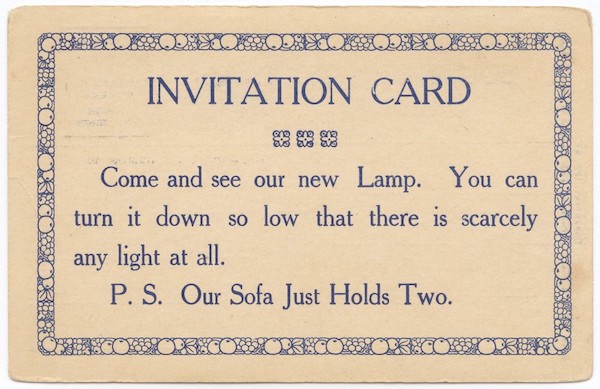 INVITATION CARD
Come and see our new Lamp. You can
turn it down so low that there is scarcely
any light at all.
P. S. Our Sofa Just Holds Two.